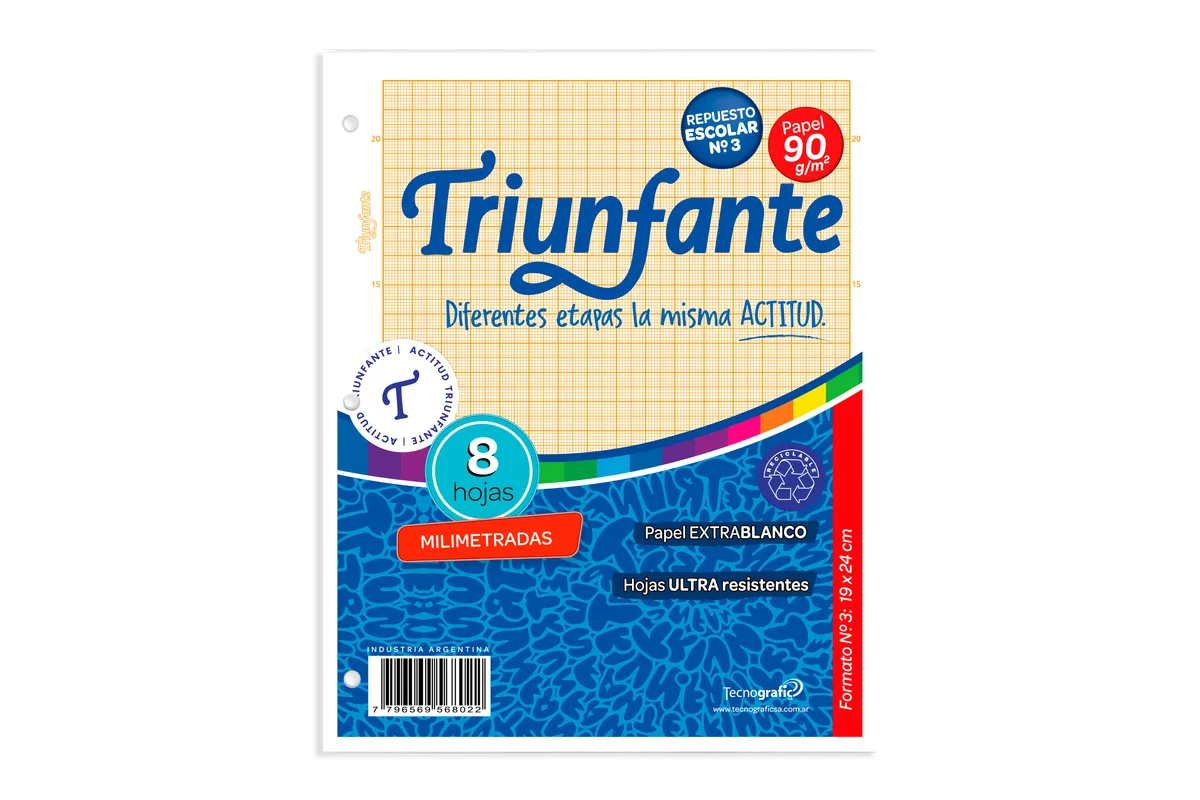 REPUESTO
ESCOLAR
Nº 3
Papel
90
g/m²
20
20
Triunfante
Triunfante
15
15
Diferentes etapas la misma ACTITUD.
ACTITUD TRIUNFANTE | ACTITUD TRIUNFANTE |
T
8
hojas
MILIMETRADAS
RECICLABLE
Papel EXTRABLANCO
Hojas ULTRA resistentes
Formato Nº 3: 19 x 24 cm
INDUSTRIA ARGENTINA
7 796569 568022
Tecnografic
www.tecnograficsa.com.ar